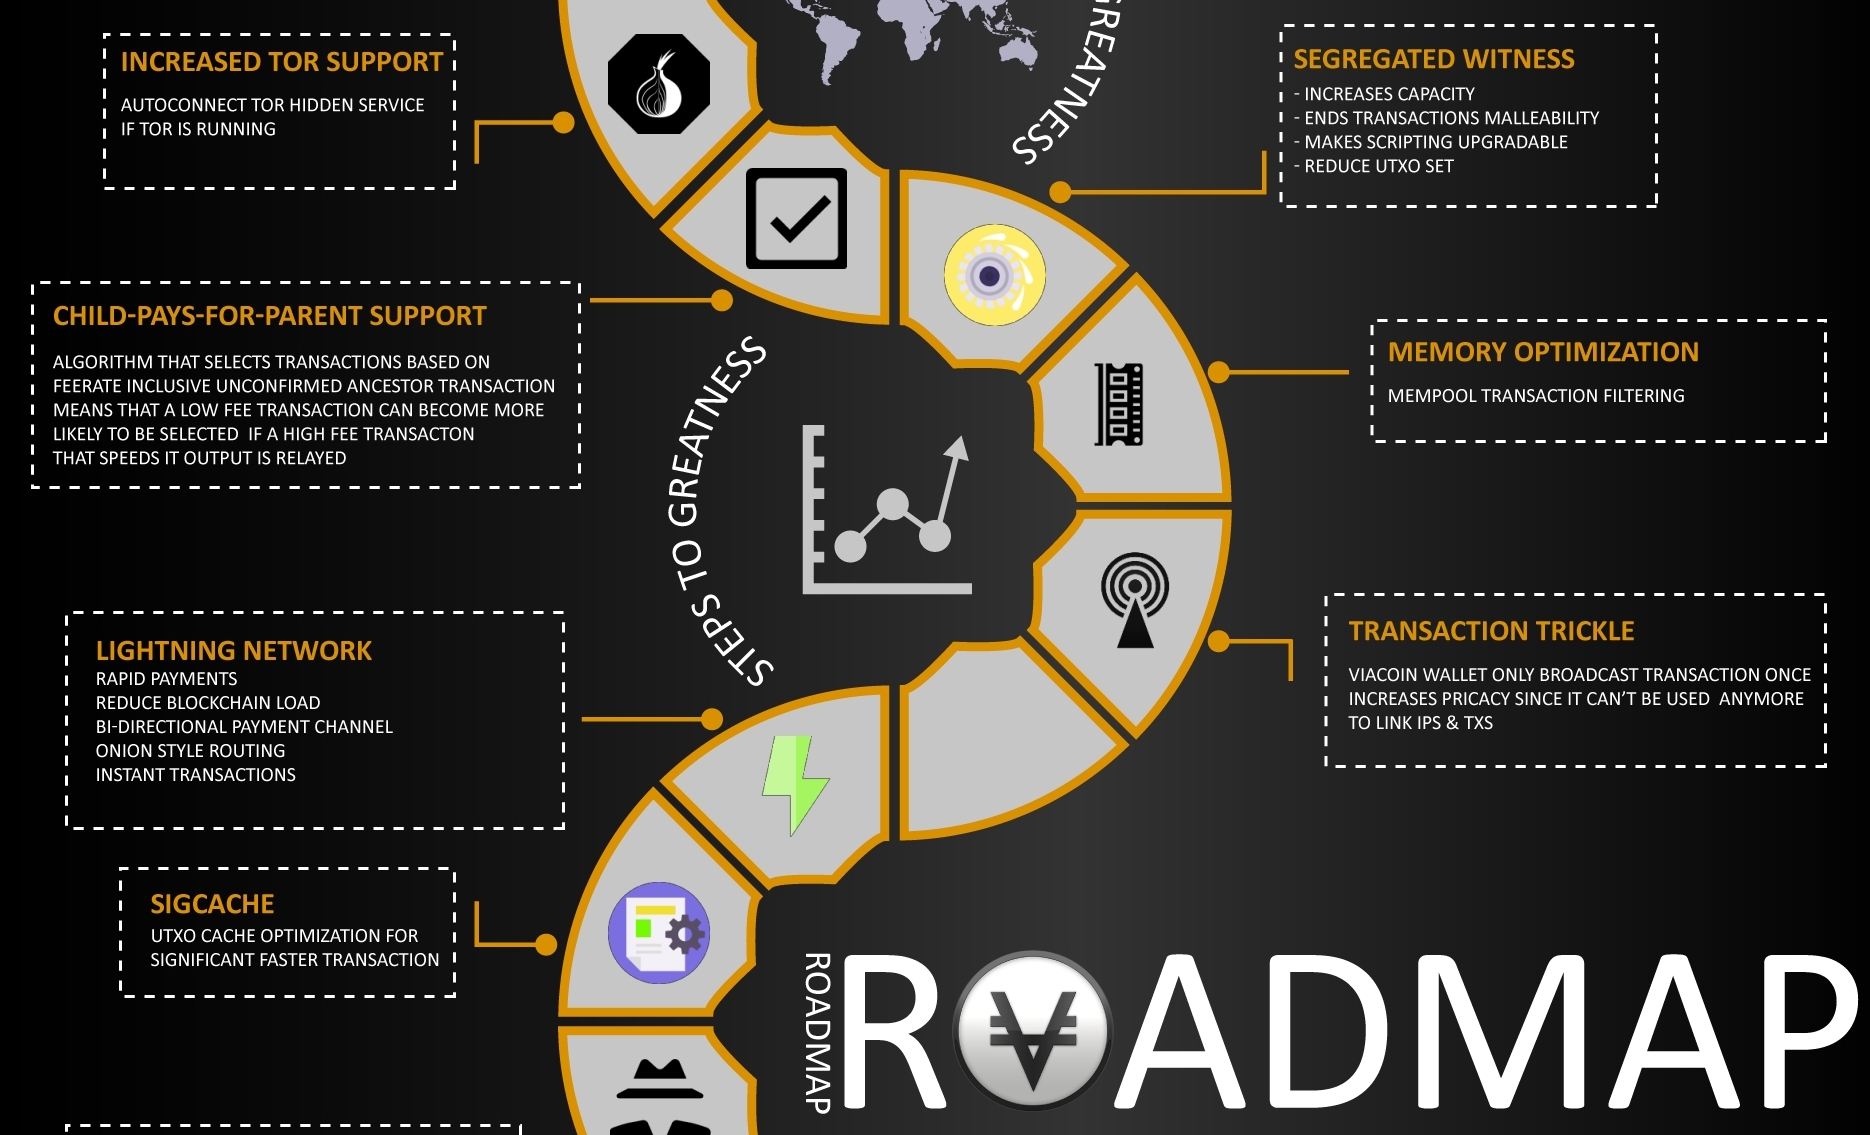 INCREASED TOR SUPPORT
AUTOCONNECT TOR HIDDEN SERVICE
IF TOR IS RUNNING
GREATNESS
SEGREGATED WITNESS
- INCREASES CAPACITY
- ENDS TRANSACTIONS MALLEABILITY
- MAKES SCRIPTING UPGRADABLE
- REDUCE UTXO SET
CHILD-PAYS-FOR-PARENT SUPPORT
ALGORITHM THAT SELECTS TRANSACTIONS BASED ON
FEERATE INCLUSIVE UNCONFIRMED ANCESTOR TRANSACTION
MEANS THAT A LOW FEE TRANSACTION CAN BECOME MORE
LIKELY TO BE SELECTED IF A HIGH FEE TRANSACTON
THAT SPEEDS IT OUTPUT IS RELAYED
MEMORY OPTIMIZATION
MEMPOOL TRANSACTION FILTERING
STEPS TO GREATNESS
LIGHTNING NETWORK
RAPID PAYMENTS
REDUCE BLOCKCHAIN LOAD
BI-DIRECTIONAL PAYMENT CHANNEL
ONION STYLE ROUTING
INSTANT TRANSACTIONS
TRANSACTION TRICKLE
VIACOIN WALLET ONLY BROADCAST TRANSACTION ONCE
INCREASES PRICACY SINCE IT CAN'T BE USED ANYMORE
TO LINK IPS & TXS
SIGCACHE
UTXO CACHE OPTIMIZATION FOR
SIGNIFICANT FASTER TRANSACTION
ROADMAP
ROADMAP